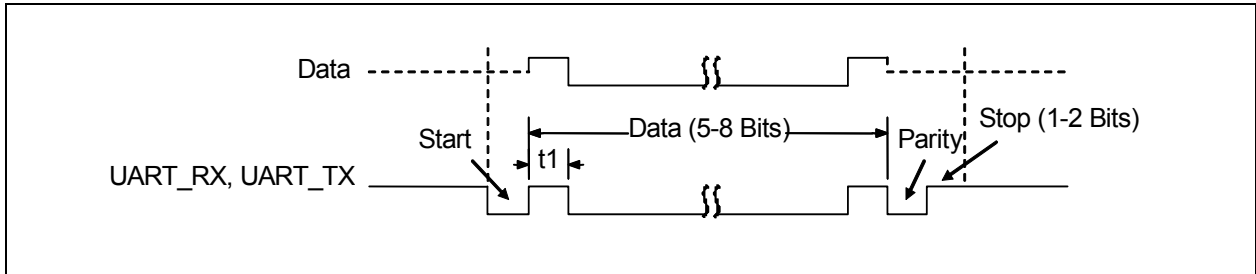 Data
Data (5-8 Bits)
Start
Parity
Stop (1-2 Bits)
t1
UART_RX, UART_TX